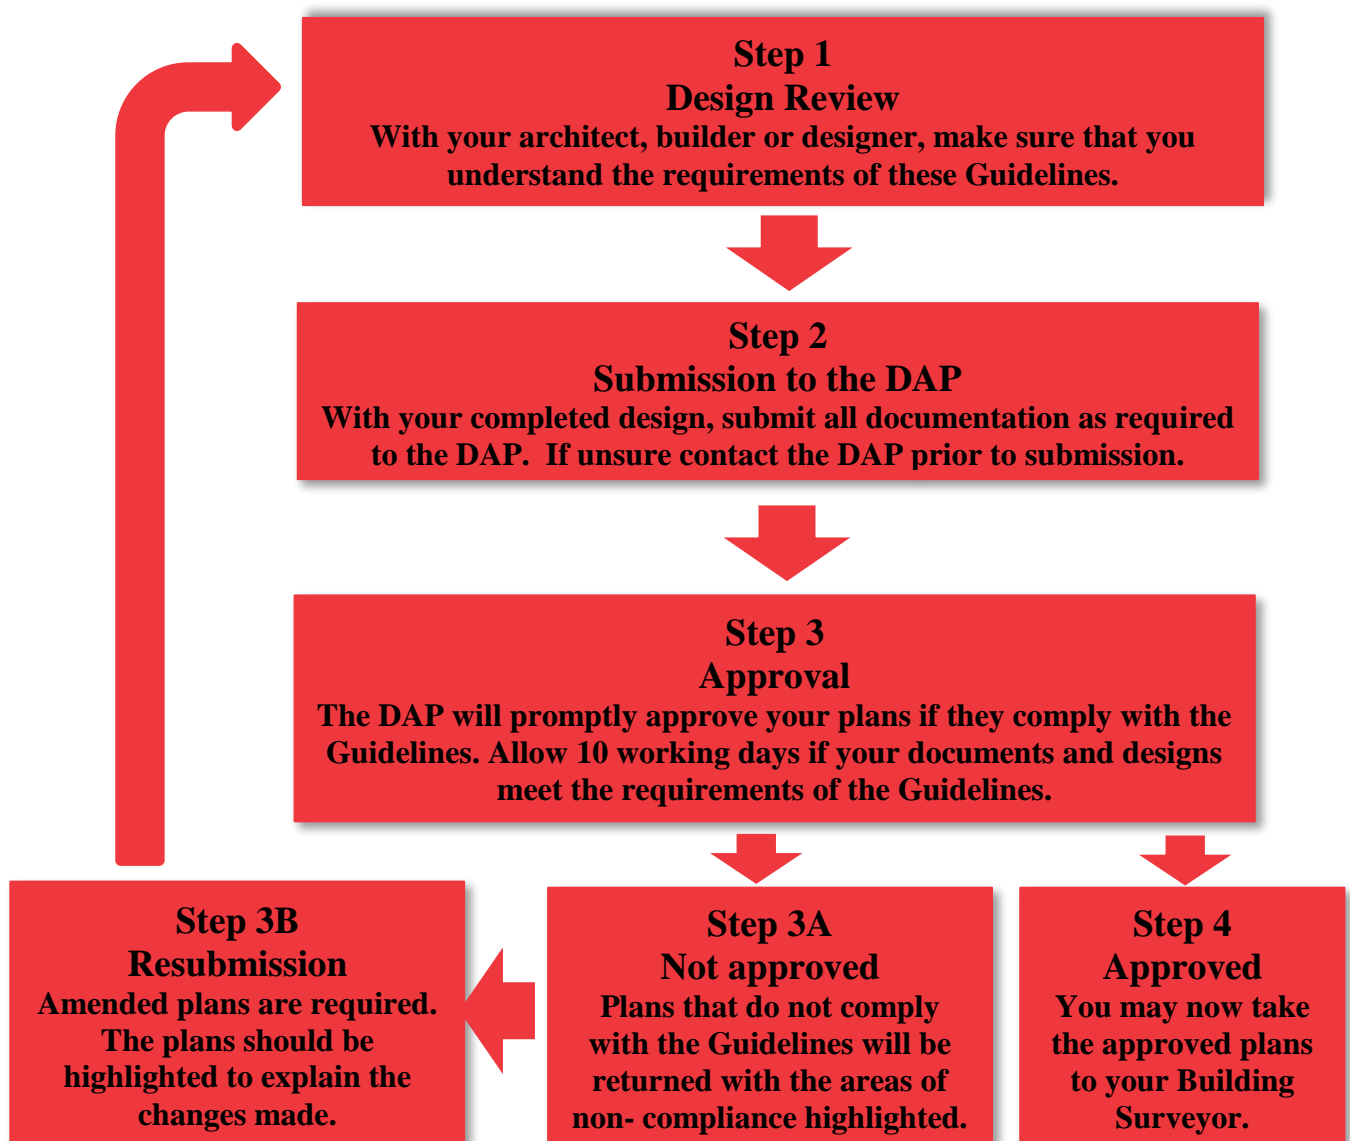 Step 1
Design Review
With your architect, builder or designer, make sure that you
understand the requirements of these Guidelines.
Step 2
Submission to the DAP
With your completed design, submit all documentation as required
to the DAP.  If unsure contact the DAP prior to submission.
Step 3
Approval
The DAP will promptly approve your plans if they comply with the
Guidelines. Allow 10 working days if your documents and designs
meet the requirements of the Guidelines.
Step 3B
Resubmission
Amended plans are required.
The plans should be
highlighted to explain the
changes made.
Step 3A
Not approved
Plans that do not comply
with the Guidelines will be
returned with the areas of
non- compliance highlighted.
Step 4
Approved
You may now take
the approved plans
to your Building
Surveyor.